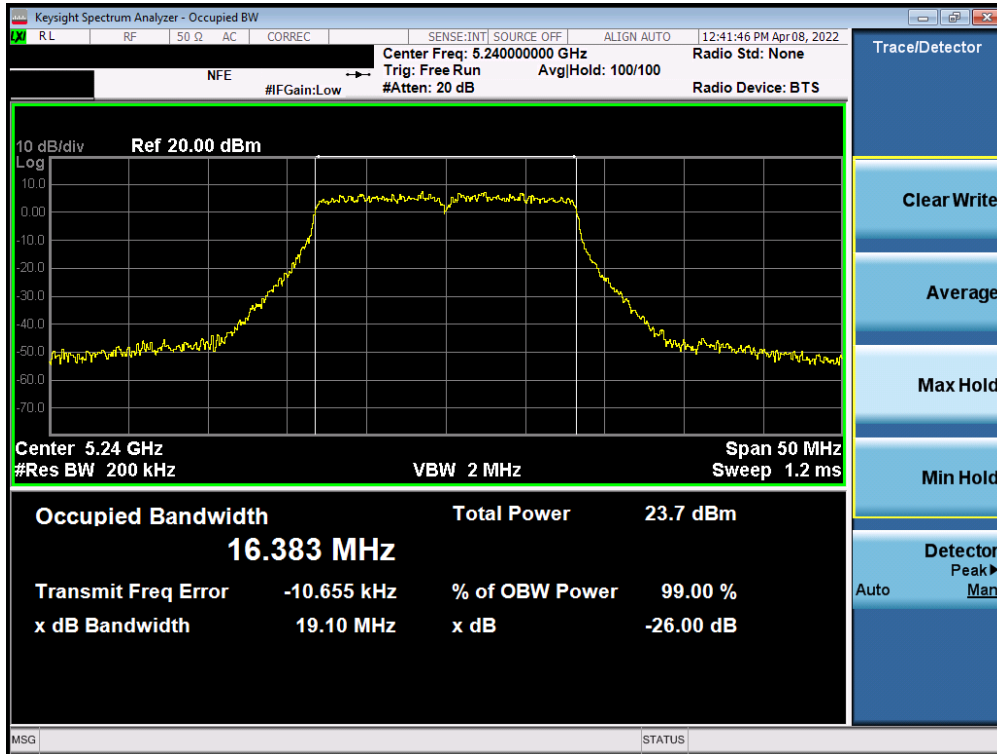 Keysight Spectrum Analyzer - Occupied BW
LXI RL RF 50 Ω AC CORREC SENSE:INT SOURCE OFF ALIGN AUTO 12:41:46 PM Apr 08, 2022
Center Freq: 5.240000000 GHz Radio Std: None
NFE Trig: Free Run Avg|Hold: 100/100
#IFGain:Low #Atten: 20 dB Radio Device: BTS
10 dB/div Ref 20.00 dBm
Log
10.0
0.00
-10.0
-20.0
-30.0
-40.0
-50.0
-60.0
-70.0
Center 5.24 GHz Span 50 MHz
#Res BW 200 kHz VBW 2 MHz Sweep 1.2 ms
Occupied Bandwidth Total Power 23.7 dBm
16.383 MHz
Transmit Freq Error -10.655 kHz % of OBW Power 99.00 %
x dB Bandwidth 19.10 MHz x dB -26.00 dB
MSG STATUS
Trace/Detector
Clear Write
Average
Max Hold
Min Hold
Detector
Peak▶
Auto Man